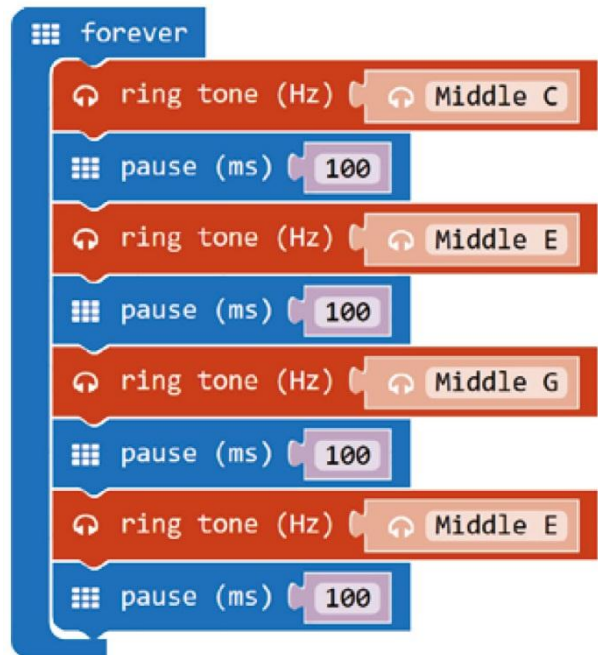 forever
ring tone (Hz) Middle C
pause (ms) 100
ring tone (Hz) Middle E
pause (ms) 100
ring tone (Hz) Middle G
pause (ms) 100
ring tone (Hz) Middle E
pause (ms) 100